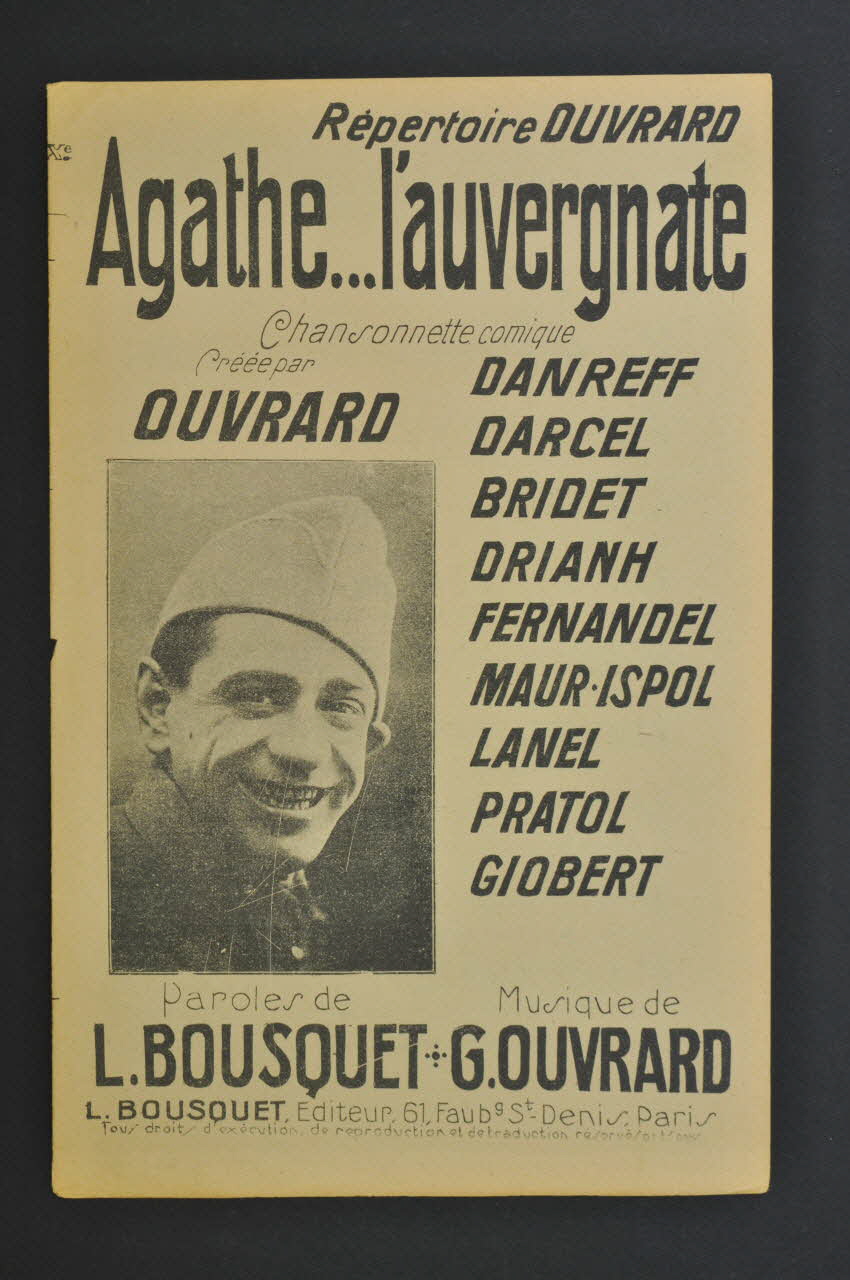 Répertoire OUVRARD
Xe
Agathe...l'auvergnate
Chansonnette comique
Créée par
OUVRARD
DANREFF
DARCEL
BRIDET
DRIANH
FERNANDEL
MAUR·ISPOL
LANEL
PRATOL
GIOBERT
Paroles de
L. BOUSQUET
Musique de
G. OUVRARD
L. BOUSQUET, Editeur, 61, Faubg St-Denis, Paris
Tous droits d'exécution, de reproduction et de traduction réservés